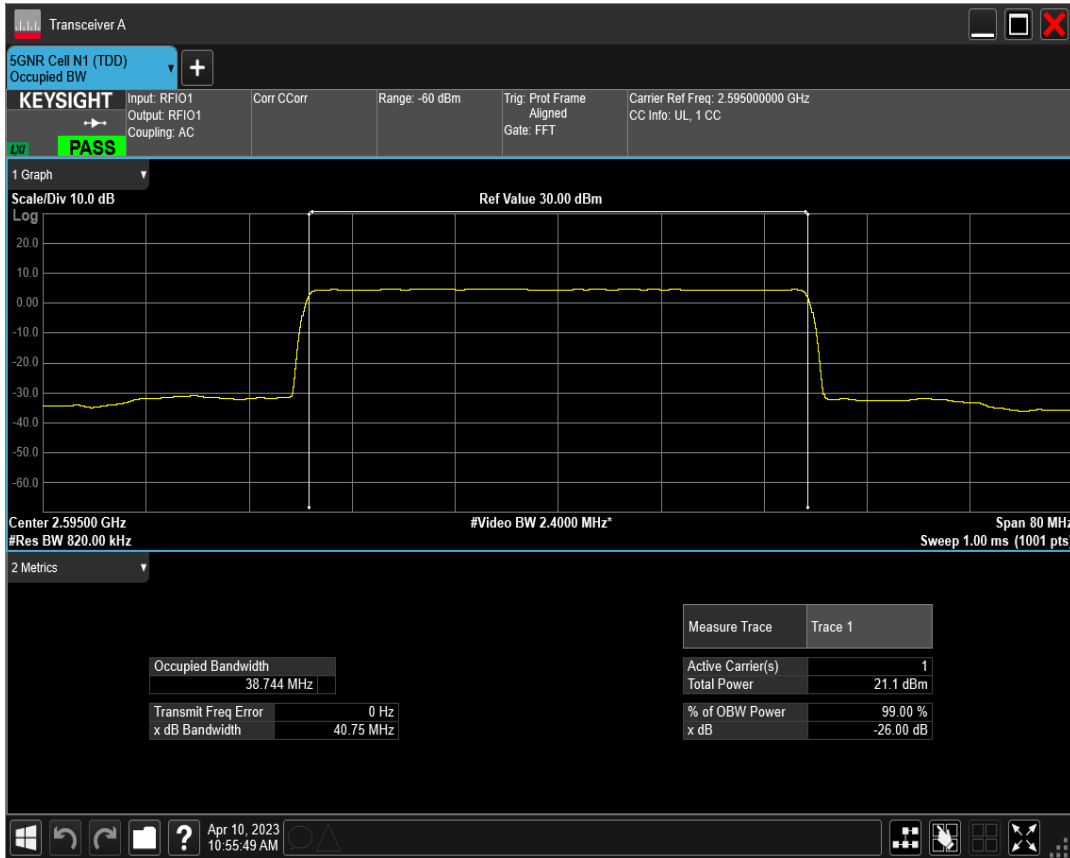 Transceiver A
5GNR Cell N1 (TDD)
Occupied BW
+
KEYSIGHT
LXI
PASS
Input: RFIO1
Output: RFIO1
Coupling: AC
Corr CCorr
Range: -60 dBm
Trig: Prot Frame
Aligned
Gate: FFT
Carrier Ref Freq: 2.595000000 GHz
CC Info: UL, 1 CC
1 Graph
Scale/Div 10.0 dB
Ref Value 30.00 dBm
Log
20.0
10.0
0.00
-10.0
-20.0
-30.0
-40.0
-50.0
-60.0
Center 2.59500 GHz
#Video BW 2.4000 MHz*
Span 80 MHz
#Res BW 820.00 kHz
Sweep 1.00 ms (1001 pts)
2 Metrics
Measure Trace Trace 1
Occupied Bandwidth
38.744 MHz
Active Carrier(s) 1
Total Power 21.1 dBm
Transmit Freq Error 0 Hz
x dB Bandwidth 40.75 MHz
% of OBW Power 99.00 %
x dB -26.00 dB
?
Apr 10, 2023
10:55:49 AM